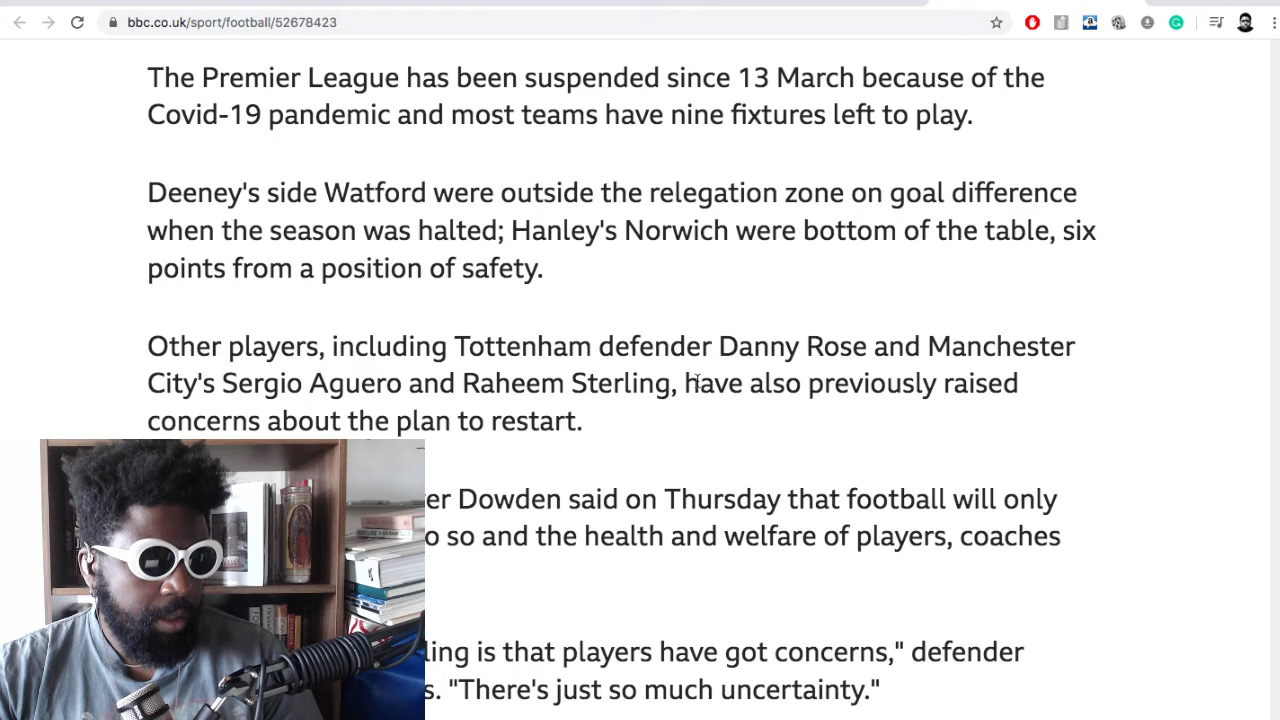 bbc.co.uk/sport/football/52678423
The Premier League has been suspended since 13 March because of the
Covid-19 pandemic and most teams have nine fixtures left to play.
Deeney's side Watford were outside the relegation zone on goal difference
when the season was halted; Hanley's Norwich were bottom of the table, six
points from a position of safety.
Other players, including Tottenham defender Danny Rose and Manchester
City's Sergio Aguero and Raheem Sterling, have also previously raised
concerns about the plan to restart.
er Dowden said on Thursday that football will only
o so and the health and welfare of players, coaches
ling is that players have got concerns," defender
s. "There's just so much uncertainty."